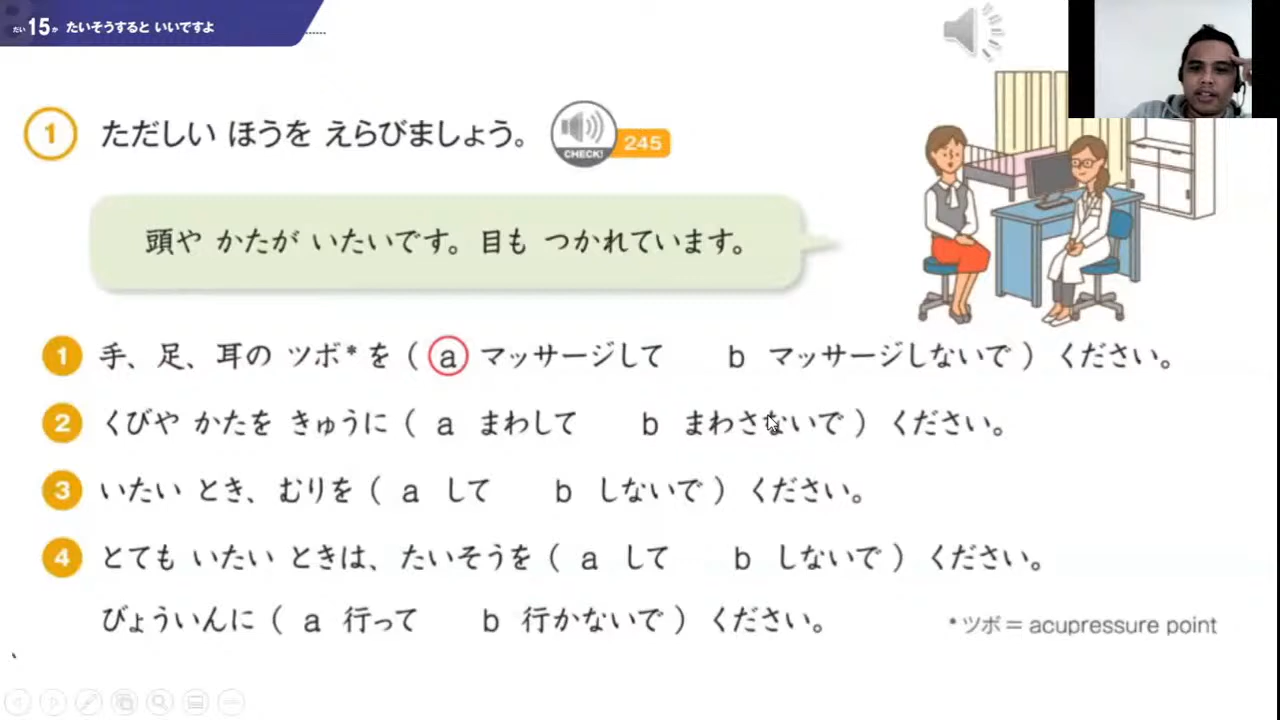 だい15か たいそうすると いいですよ
1 ただしい ほうを えらびましょう。 CHECK! 245
頭や かたが いたいです。目も つかれています。
1 手、足、耳の ツボ*を ( a マッサージして b マッサージしないで ) ください。
2 くびや かたを きゅうに ( a まわして b まわさないで ) ください。
3 いたい とき、むりを ( a して b しないで ) ください。
4 とても いたい ときは、たいそうを ( a して b しないで ) ください。
びょういんに ( a 行って b 行かないで ) ください。
*ツボ = acupressure point